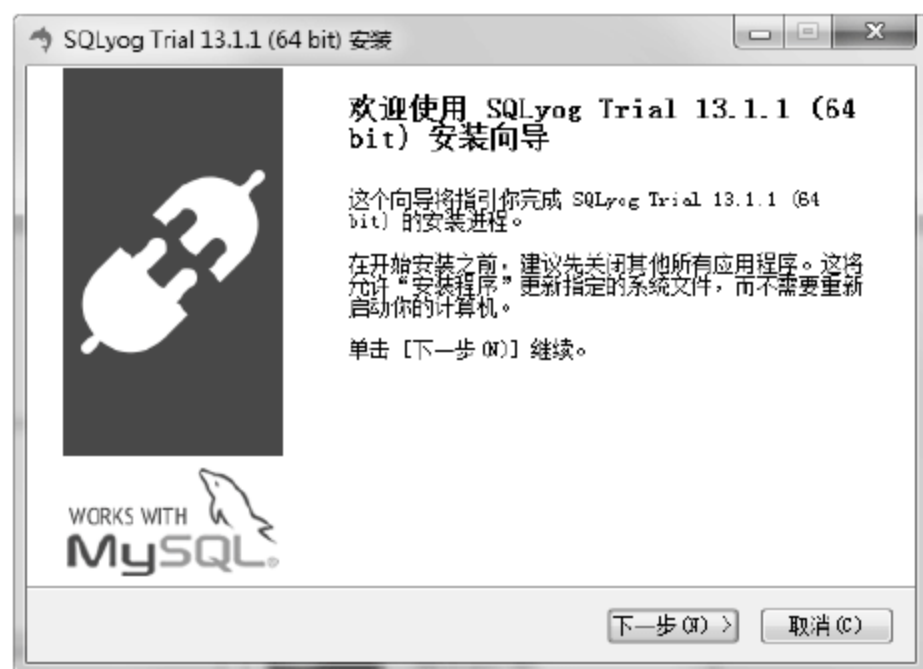 SQLyog Trial 13.1.1 (64 bit) 安装
欢迎使用 SQLyog Trial 13.1.1 (64
bit) 安装向导
这个向导将指引你完成 SQLyog Trial 13.1.1 (64
bit) 的安装进程。
在开始安装之前，建议先关闭其他所有应用程序。这将
允许“安装程序”更新指定的系统文件，而不需要重新
启动你的计算机。
单击 [下一步(N)] 继续。
WORKS WITH
MySQL®
下一步(N) >
取消(C)